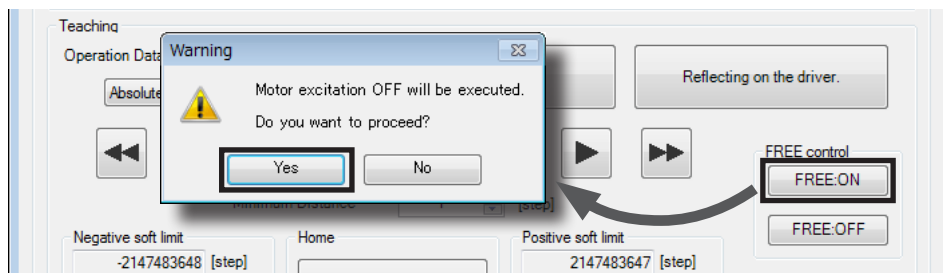 Teaching
Operation Data
Absolute
Warning
Motor excitation OFF will be executed.
Do you want to proceed?
Yes
No
Reflecting on the driver.
FREE control
FREE:ON
FREE:OFF
Minimum Distance
[step]
Negative soft limit
-2147483648 [step]
Home
Positive soft limit
2147483647 [step]